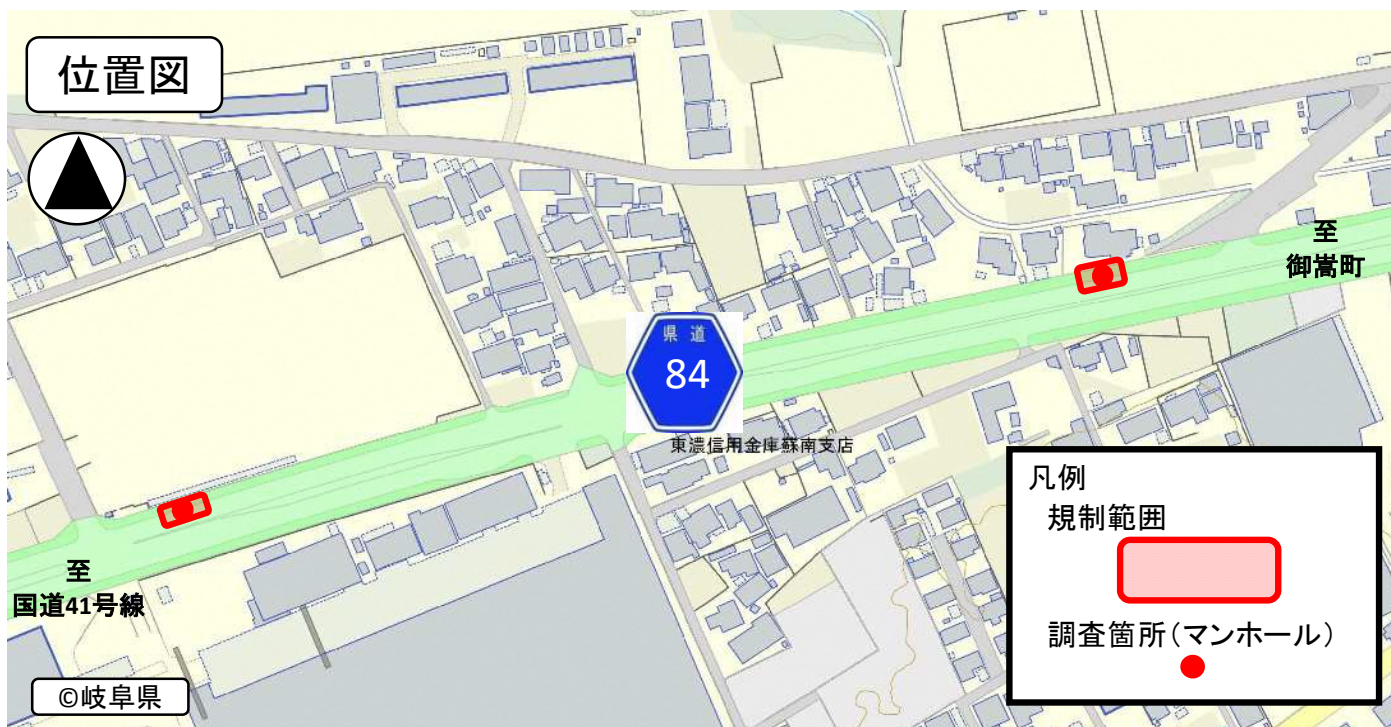 位置図
至
御嵩町
県道
84
東濃信用金庫蘇南支店
凡例
規制範囲
調査箇所(マンホール)
至
国道41号線
©岐阜県